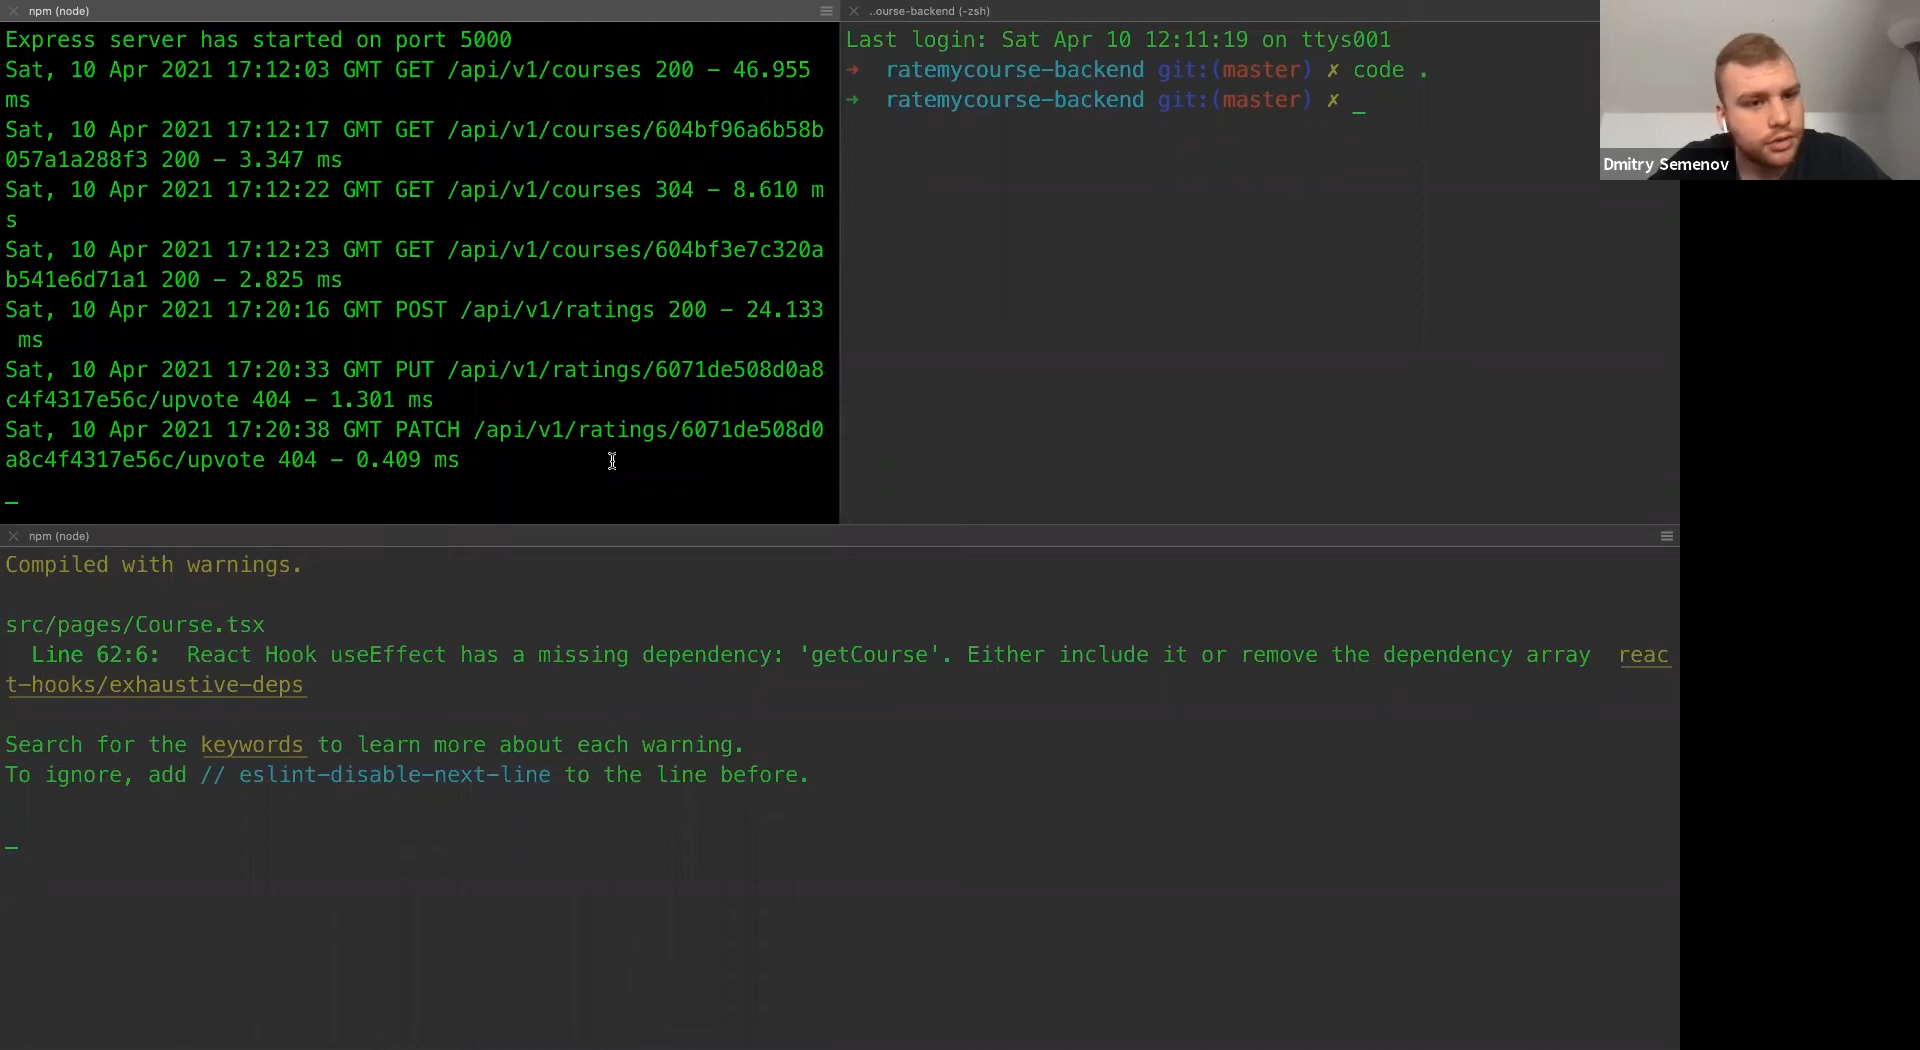 npm (node)
Express server has started on port 5000
Sat, 10 Apr 2021 17:12:03 GMT GET /api/v1/courses 200 - 46.955
ms
Sat, 10 Apr 2021 17:12:17 GMT GET /api/v1/courses/604bf96a6b58b
057a1a288f3 200 - 3.347 ms
Sat, 10 Apr 2021 17:12:22 GMT GET /api/v1/courses 304 - 8.610 m
s
Sat, 10 Apr 2021 17:12:23 GMT GET /api/v1/courses/604bf3e7c320a
b541e6d71a1 200 - 2.825 ms
Sat, 10 Apr 2021 17:20:16 GMT POST /api/v1/ratings 200 - 24.133
ms
Sat, 10 Apr 2021 17:20:33 GMT PUT /api/v1/ratings/6071de508d0a8
c4f4317e56c/upvote 404 - 1.301 ms
Sat, 10 Apr 2021 17:20:38 GMT PATCH /api/v1/ratings/6071de508d0
a8c4f4317e56c/upvote 404 - 0.409 ms
_
..ourse-backend (-zsh)
Last login: Sat Apr 10 12:11:19 on ttys001
➜ ratemycourse-backend git:(master) ✗ code .
➜ ratemycourse-backend git:(master) ✗ _
Dmitry Semenov
npm (node)
Compiled with warnings.
src/pages/Course.tsx
Line 62:6: React Hook useEffect has a missing dependency: 'getCourse'. Either include it or remove the dependency array reac
t-hooks/exhaustive-deps
Search for the keywords to learn more about each warning.
To ignore, add // eslint-disable-next-line to the line before.
_